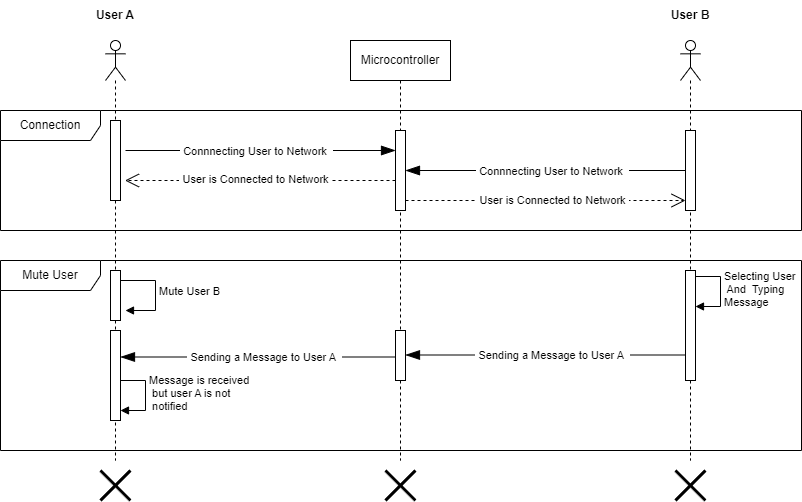 User A
User B
Microcontroller
Connection
Connnecting User to Network
Connnecting User to Network
User is Connected to Network
User is Connected to Network
Mute User
Mute User B
Selecting User
And Typing
Message
Sending a Message to User A
Sending a Message to User A
Message is received
but user A is not
notified